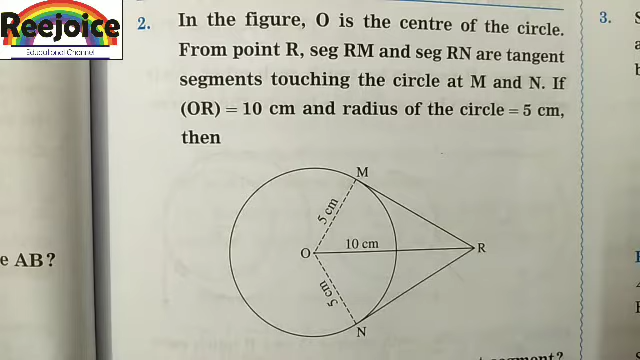 Reejoice
Educational Channel
2. In the figure, O is the centre of the circle.
From point R, seg RM and seg RN are tangent
segments touching the circle at M and N. If
(OR) = 10 cm and radius of the circle = 5 cm,
then
M
5 cm
O
10 cm
R
5 cm
N
e AB?
3.